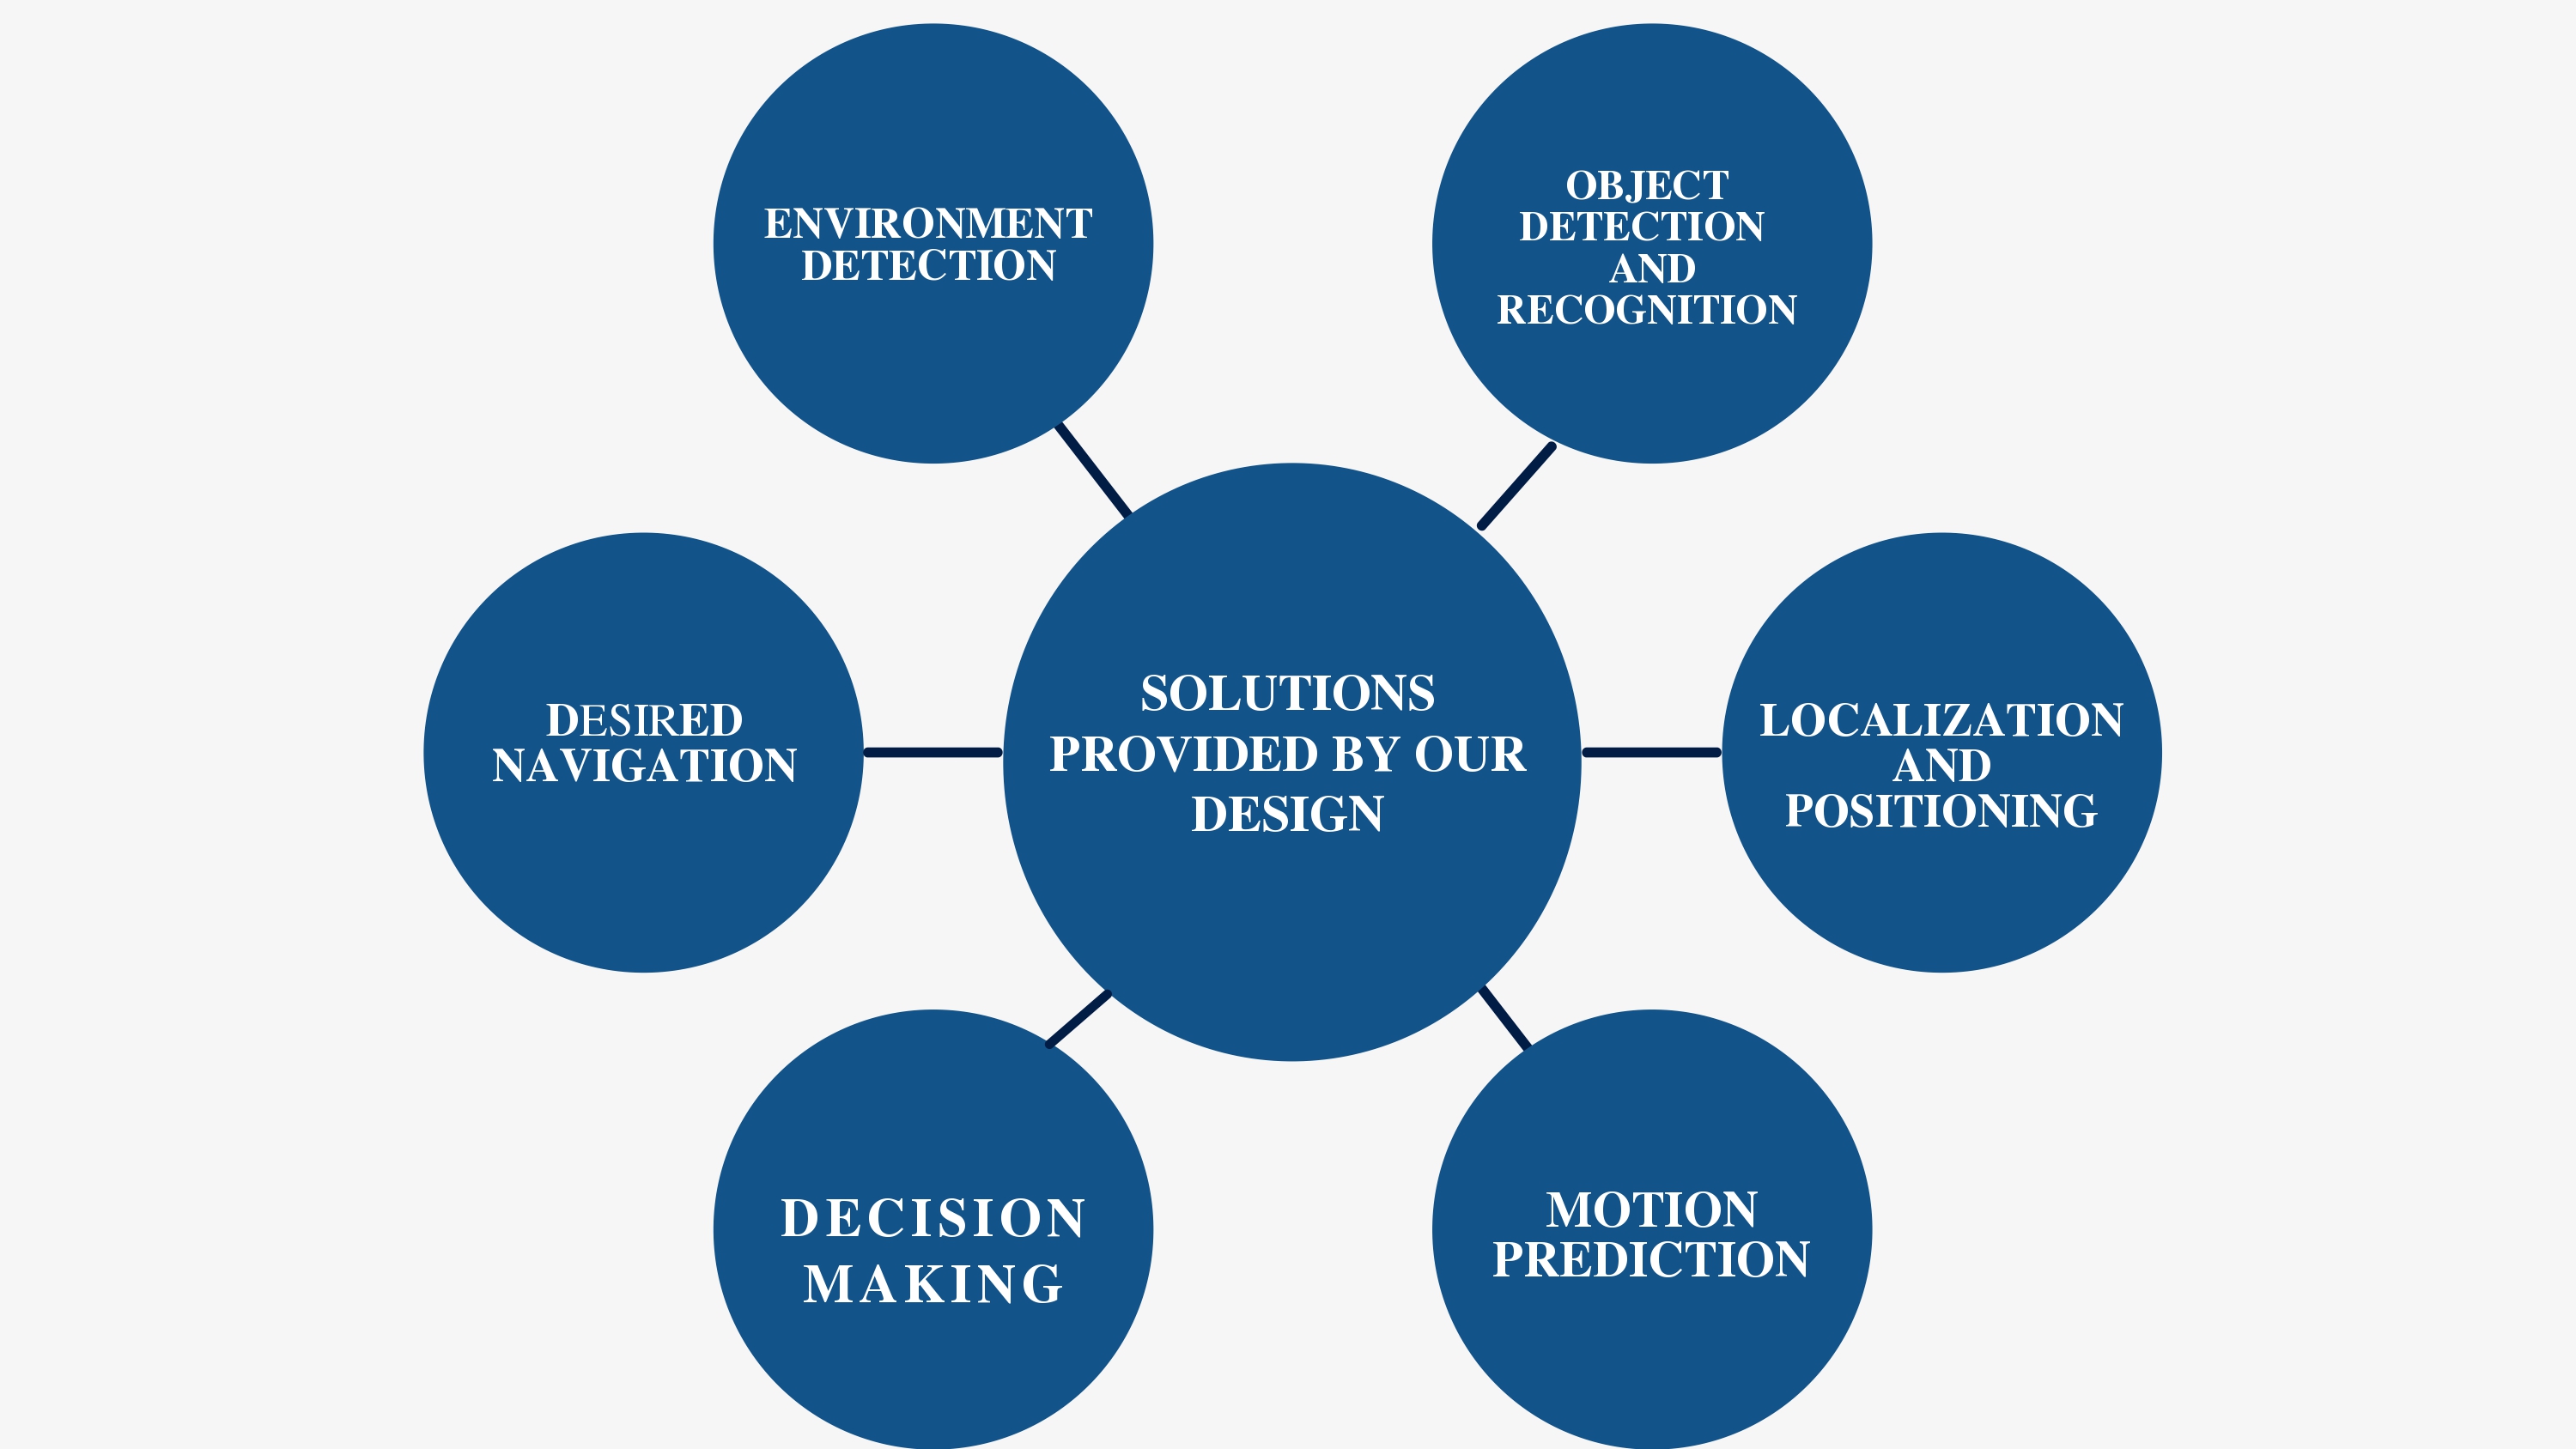 ENVIRONMENT
DETECTION
OBJECT
DETECTION
AND
RECOGNITION
DESIRED
NAVIGATION
SOLUTIONS
PROVIDED BY OUR
DESIGN
LOCALIZATION
AND
POSITIONING
DECISION
MAKING
MOTION
PREDICTION